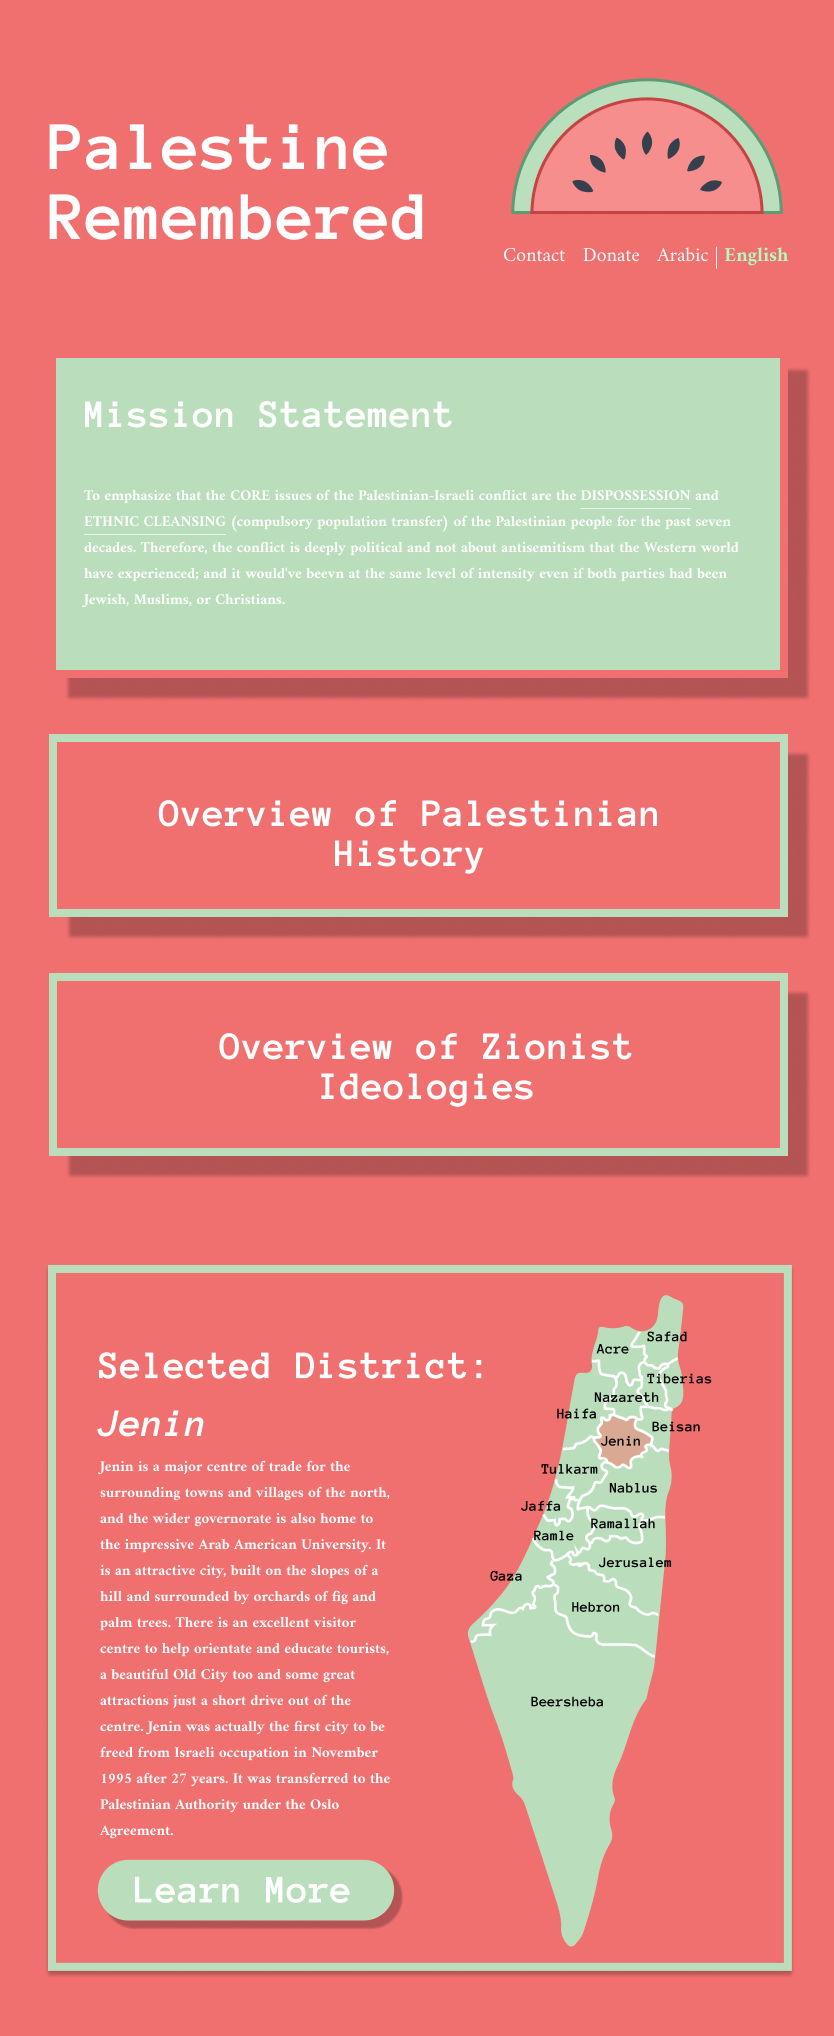 Palestine
Remembered
Contact Donate Arabic | English
Mission Statement
To emphasize that the CORE issues of the Palestinian-Israeli conflict are the DISPOSSESSION and
ETHNIC CLEANSING (compulsory population transfer) of the Palestinian people for the past seven
decades. Therefore, the conflict is deeply political and not about antisemitism that the Western world
have experienced; and it would've beevn at the same level of intensity even if both parties had been
Jewish, Muslims, or Christians.
Overview of Palestinian
History
Overview of Zionist
Ideologies
Selected District:
Jenin
Jenin is a major centre of trade for the
surrounding towns and villages of the north,
and the wider governorate is also home to
the impressive Arab American University. It
is an attractive city, built on the slopes of a
hill and surrounded by orchards of fig and
palm trees. There is an excellent visitor
centre to help orientate and educate tourists,
a beautiful Old City too and some great
attractions just a short drive out of the
centre. Jenin was actually the first city to be
freed from Israeli occupation in November
1995 after 27 years. It was transferred to the
Palestinian Authority under the Oslo
Agreement.
Learn More
Safad
Acre
Tiberias
Nazareth
Haifa
Beisan
Jenin
Tulkarm
Nablus
Jaffa
Ramallah
Ramle
Jerusalem
Gaza
Hebron
Beersheba